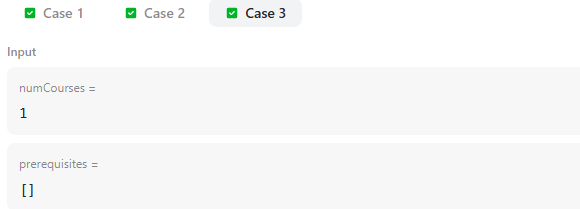 Case 1 Case 2 Case 3
Input
numCourses =
1
prerequisites =
[]